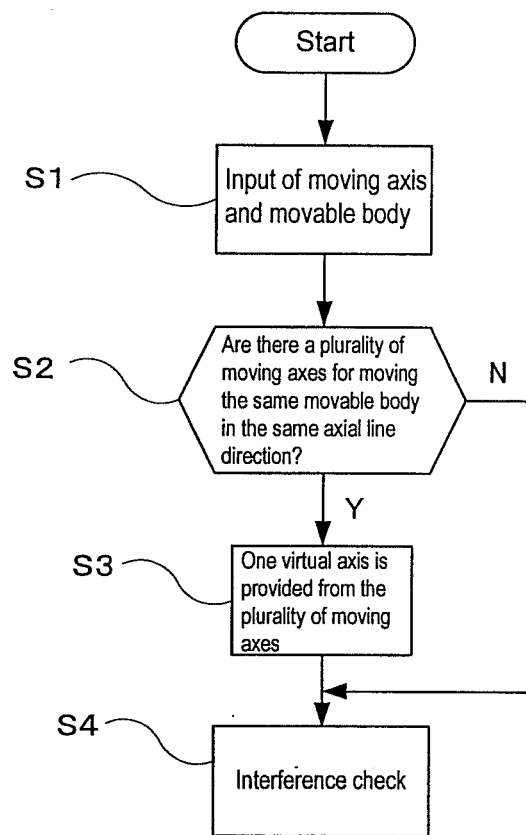 Start
S1
Input of moving axis
and movable body
S2
Are there a plurality of
moving axes for moving
the same movable body
in the same axial line
direction?
N
Y
S3
One virtual axis is
provided from the
plurality of moving
axes
S4
Interference check